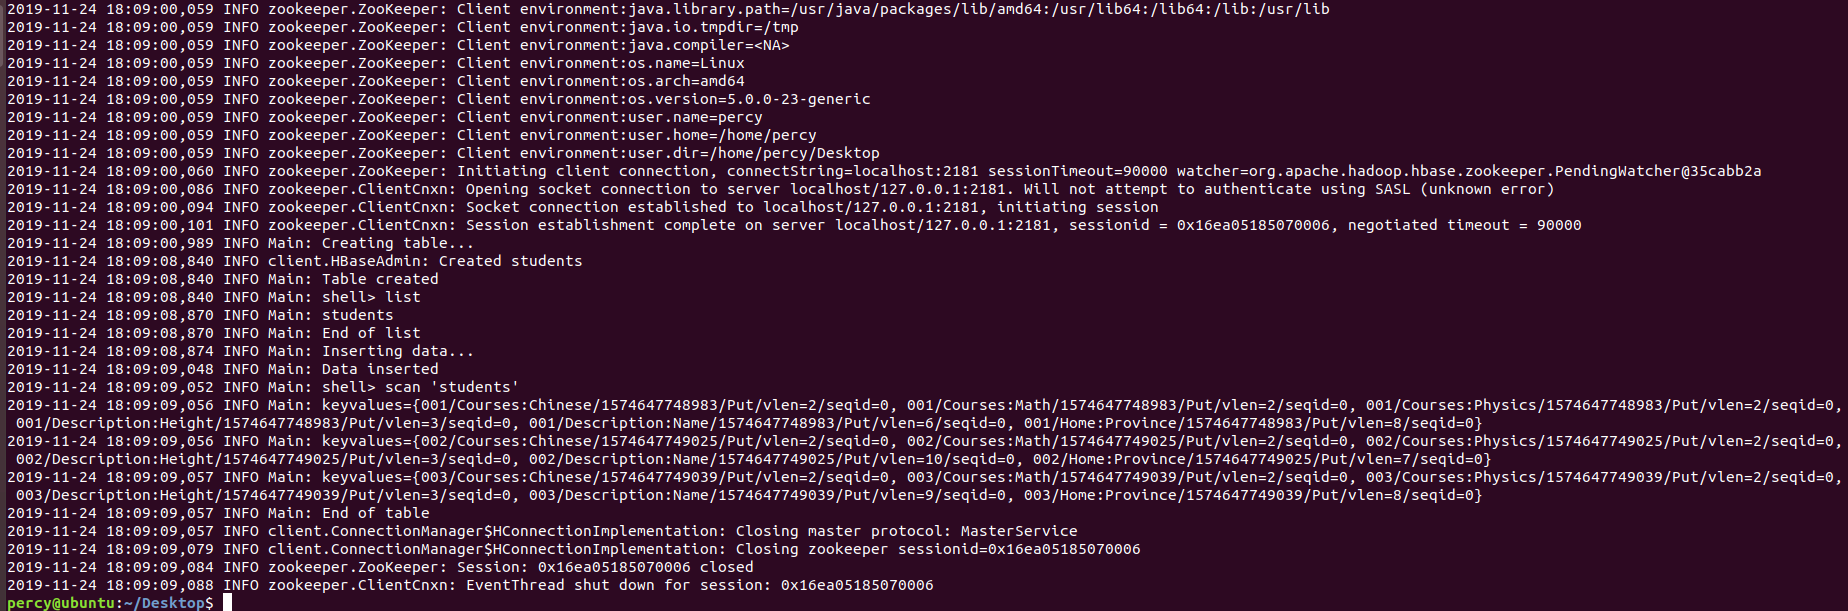 2019-11-24 18:09:00,059 INFO zookeeper.ZooKeeper: Client environment:java.library.path=/usr/java/packages/lib/amd64:/usr/lib64:/lib64:/lib:/usr/lib
2019-11-24 18:09:00,059 INFO zookeeper.ZooKeeper: Client environment:java.io.tmpdir=/tmp
2019-11-24 18:09:00,059 INFO zookeeper.ZooKeeper: Client environment:java.compiler=<NA>
2019-11-24 18:09:00,059 INFO zookeeper.ZooKeeper: Client environment:os.name=Linux
2019-11-24 18:09:00,059 INFO zookeeper.ZooKeeper: Client environment:os.arch=amd64
2019-11-24 18:09:00,059 INFO zookeeper.ZooKeeper: Client environment:os.version=5.0.0-23-generic
2019-11-24 18:09:00,059 INFO zookeeper.ZooKeeper: Client environment:user.name=percy
2019-11-24 18:09:00,059 INFO zookeeper.ZooKeeper: Client environment:user.home=/home/percy
2019-11-24 18:09:00,059 INFO zookeeper.ZooKeeper: Client environment:user.dir=/home/percy/Desktop
2019-11-24 18:09:00,060 INFO zookeeper.ZooKeeper: Initiating client connection, connectString=localhost:2181 sessionTimeout=90000 watcher=org.apache.hadoop.hbase.zookeeper.PendingWatcher@35cabb2a
2019-11-24 18:09:00,086 INFO zookeeper.ClientCnxn: Opening socket connection to server localhost/127.0.0.1:2181. Will not attempt to authenticate using SASL (unknown error)
2019-11-24 18:09:00,094 INFO zookeeper.ClientCnxn: Socket connection established to localhost/127.0.0.1:2181, initiating session
2019-11-24 18:09:00,101 INFO zookeeper.ClientCnxn: Session establishment complete on server localhost/127.0.0.1:2181, sessionid = 0x16ea05185070006, negotiated timeout = 90000
2019-11-24 18:09:00,989 INFO Main: Creating table...
2019-11-24 18:09:08,840 INFO client.HBaseAdmin: Created students
2019-11-24 18:09:08,840 INFO Main: Table created
2019-11-24 18:09:08,840 INFO Main: shell> list
2019-11-24 18:09:08,870 INFO Main: students
2019-11-24 18:09:08,870 INFO Main: End of list
2019-11-24 18:09:08,874 INFO Main: Inserting data...
2019-11-24 18:09:09,048 INFO Main: Data inserted
2019-11-24 18:09:09,052 INFO Main: shell> scan 'students'
2019-11-24 18:09:09,056 INFO Main: keyvalues={001/Courses:Chinese/1574647748983/Put/vlen=2/seqid=0, 001/Courses:Math/1574647748983/Put/vlen=2/seqid=0, 001/Courses:Physics/1574647748983/Put/vlen=2/seqid=0,
001/Description:Height/1574647748983/Put/vlen=3/seqid=0, 001/Description:Name/1574647748983/Put/vlen=6/seqid=0, 001/Home:Province/1574647748983/Put/vlen=8/seqid=0}
2019-11-24 18:09:09,056 INFO Main: keyvalues={002/Courses:Chinese/1574647749025/Put/vlen=2/seqid=0, 002/Courses:Math/1574647749025/Put/vlen=2/seqid=0, 002/Courses:Physics/1574647749025/Put/vlen=2/seqid=0,
002/Description:Height/1574647749025/Put/vlen=3/seqid=0, 002/Description:Name/1574647749025/Put/vlen=10/seqid=0, 002/Home:Province/1574647749025/Put/vlen=7/seqid=0}
2019-11-24 18:09:09,057 INFO Main: keyvalues={003/Courses:Chinese/1574647749039/Put/vlen=2/seqid=0, 003/Courses:Math/1574647749039/Put/vlen=2/seqid=0, 003/Courses:Physics/1574647749039/Put/vlen=2/seqid=0,
003/Description:Height/1574647749039/Put/vlen=3/seqid=0, 003/Description:Name/1574647749039/Put/vlen=9/seqid=0, 003/Home:Province/1574647749039/Put/vlen=8/seqid=0}
2019-11-24 18:09:09,057 INFO Main: End of table
2019-11-24 18:09:09,057 INFO client.ConnectionManager$HConnectionImplementation: Closing master protocol: MasterService
2019-11-24 18:09:09,079 INFO client.ConnectionManager$HConnectionImplementation: Closing zookeeper sessionid=0x16ea05185070006
2019-11-24 18:09:09,084 INFO zookeeper.ZooKeeper: Session: 0x16ea05185070006 closed
2019-11-24 18:09:09,088 INFO zookeeper.ClientCnxn: EventThread shut down for session: 0x16ea05185070006
percy@ubuntu:~/Desktop$